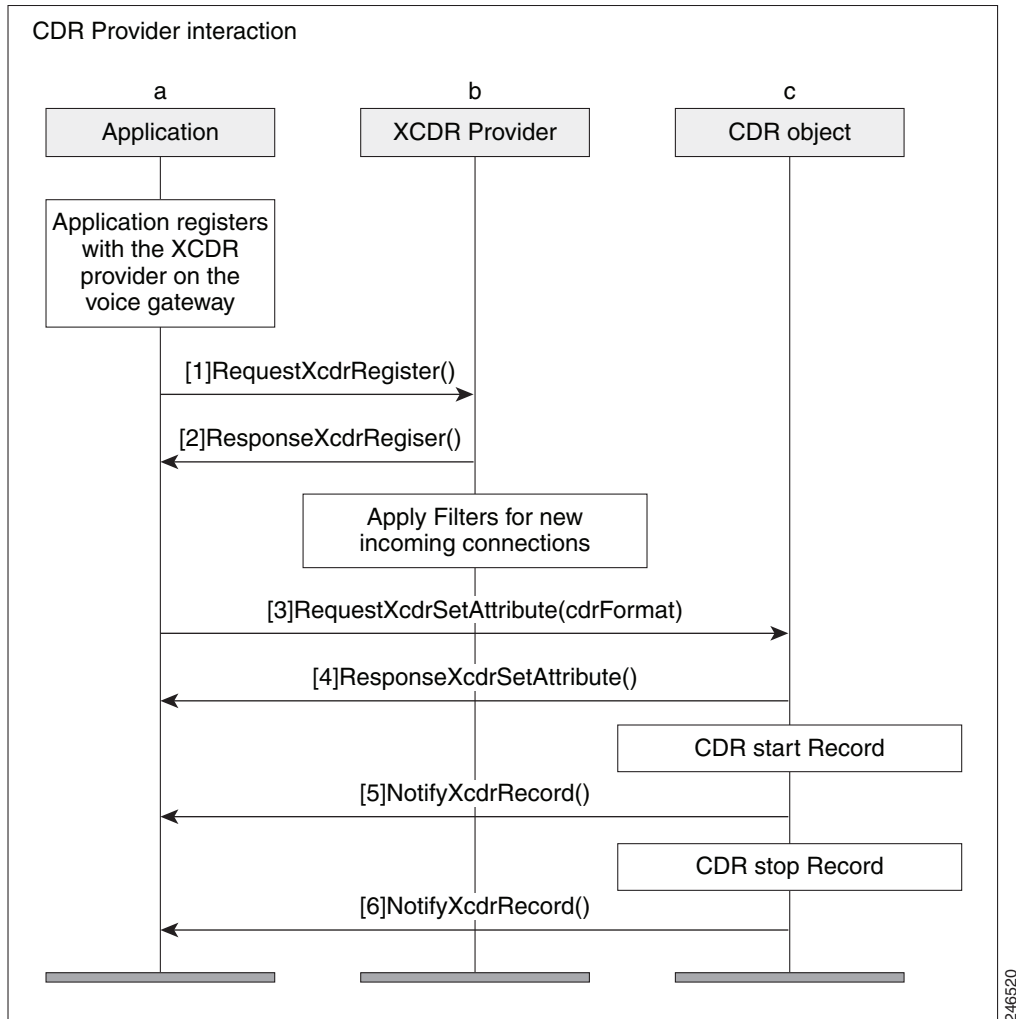 CDR Provider interaction
a
b
c
Application
XCDR Provider
CDR object
Application registers
with the XCDR
provider on the
voice gateway
[1]RequestXcdrRegister()
[2]ResponseXcdrRegiser()
Apply Filters for new
incoming connections
[3]RequestXcdrSetAttribute(cdrFormat)
[4]ResponseXcdrSetAttribute()
CDR start Record
[5]NotifyXcdrRecord()
CDR stop Record
[6]NotifyXcdrRecord()
246520